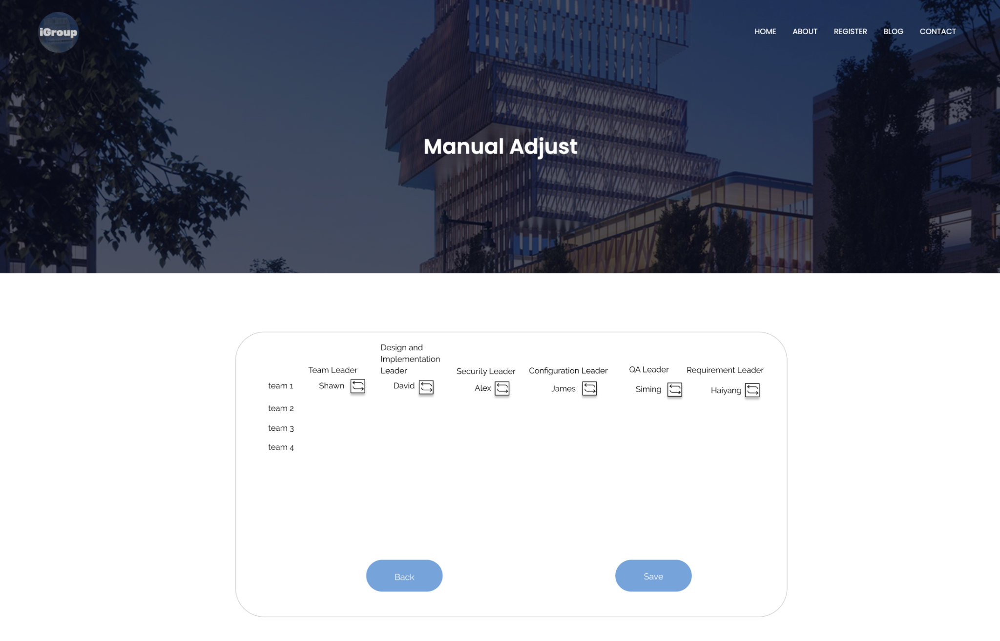 iGroup
HOME ABOUT REGISTER BLOG CONTACT
Manual Adjust
Design and
Implementation
Team Leader Leader Security Leader Configuration Leader QA Leader Requirement Leader
team 1 Shawn David Alex James Siming Haiyang
team 2
team 3
team 4
Back Save